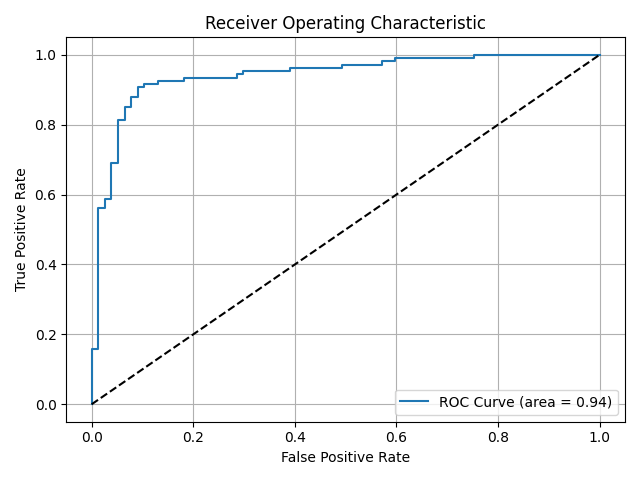 Receiver Operating Characteristic
True Positive Rate
1.0
0.8
0.6
0.4
0.2
0.0
ROC Curve (area = 0.94)
0.0 0.2 0.4 0.6 0.8 1.0
False Positive Rate